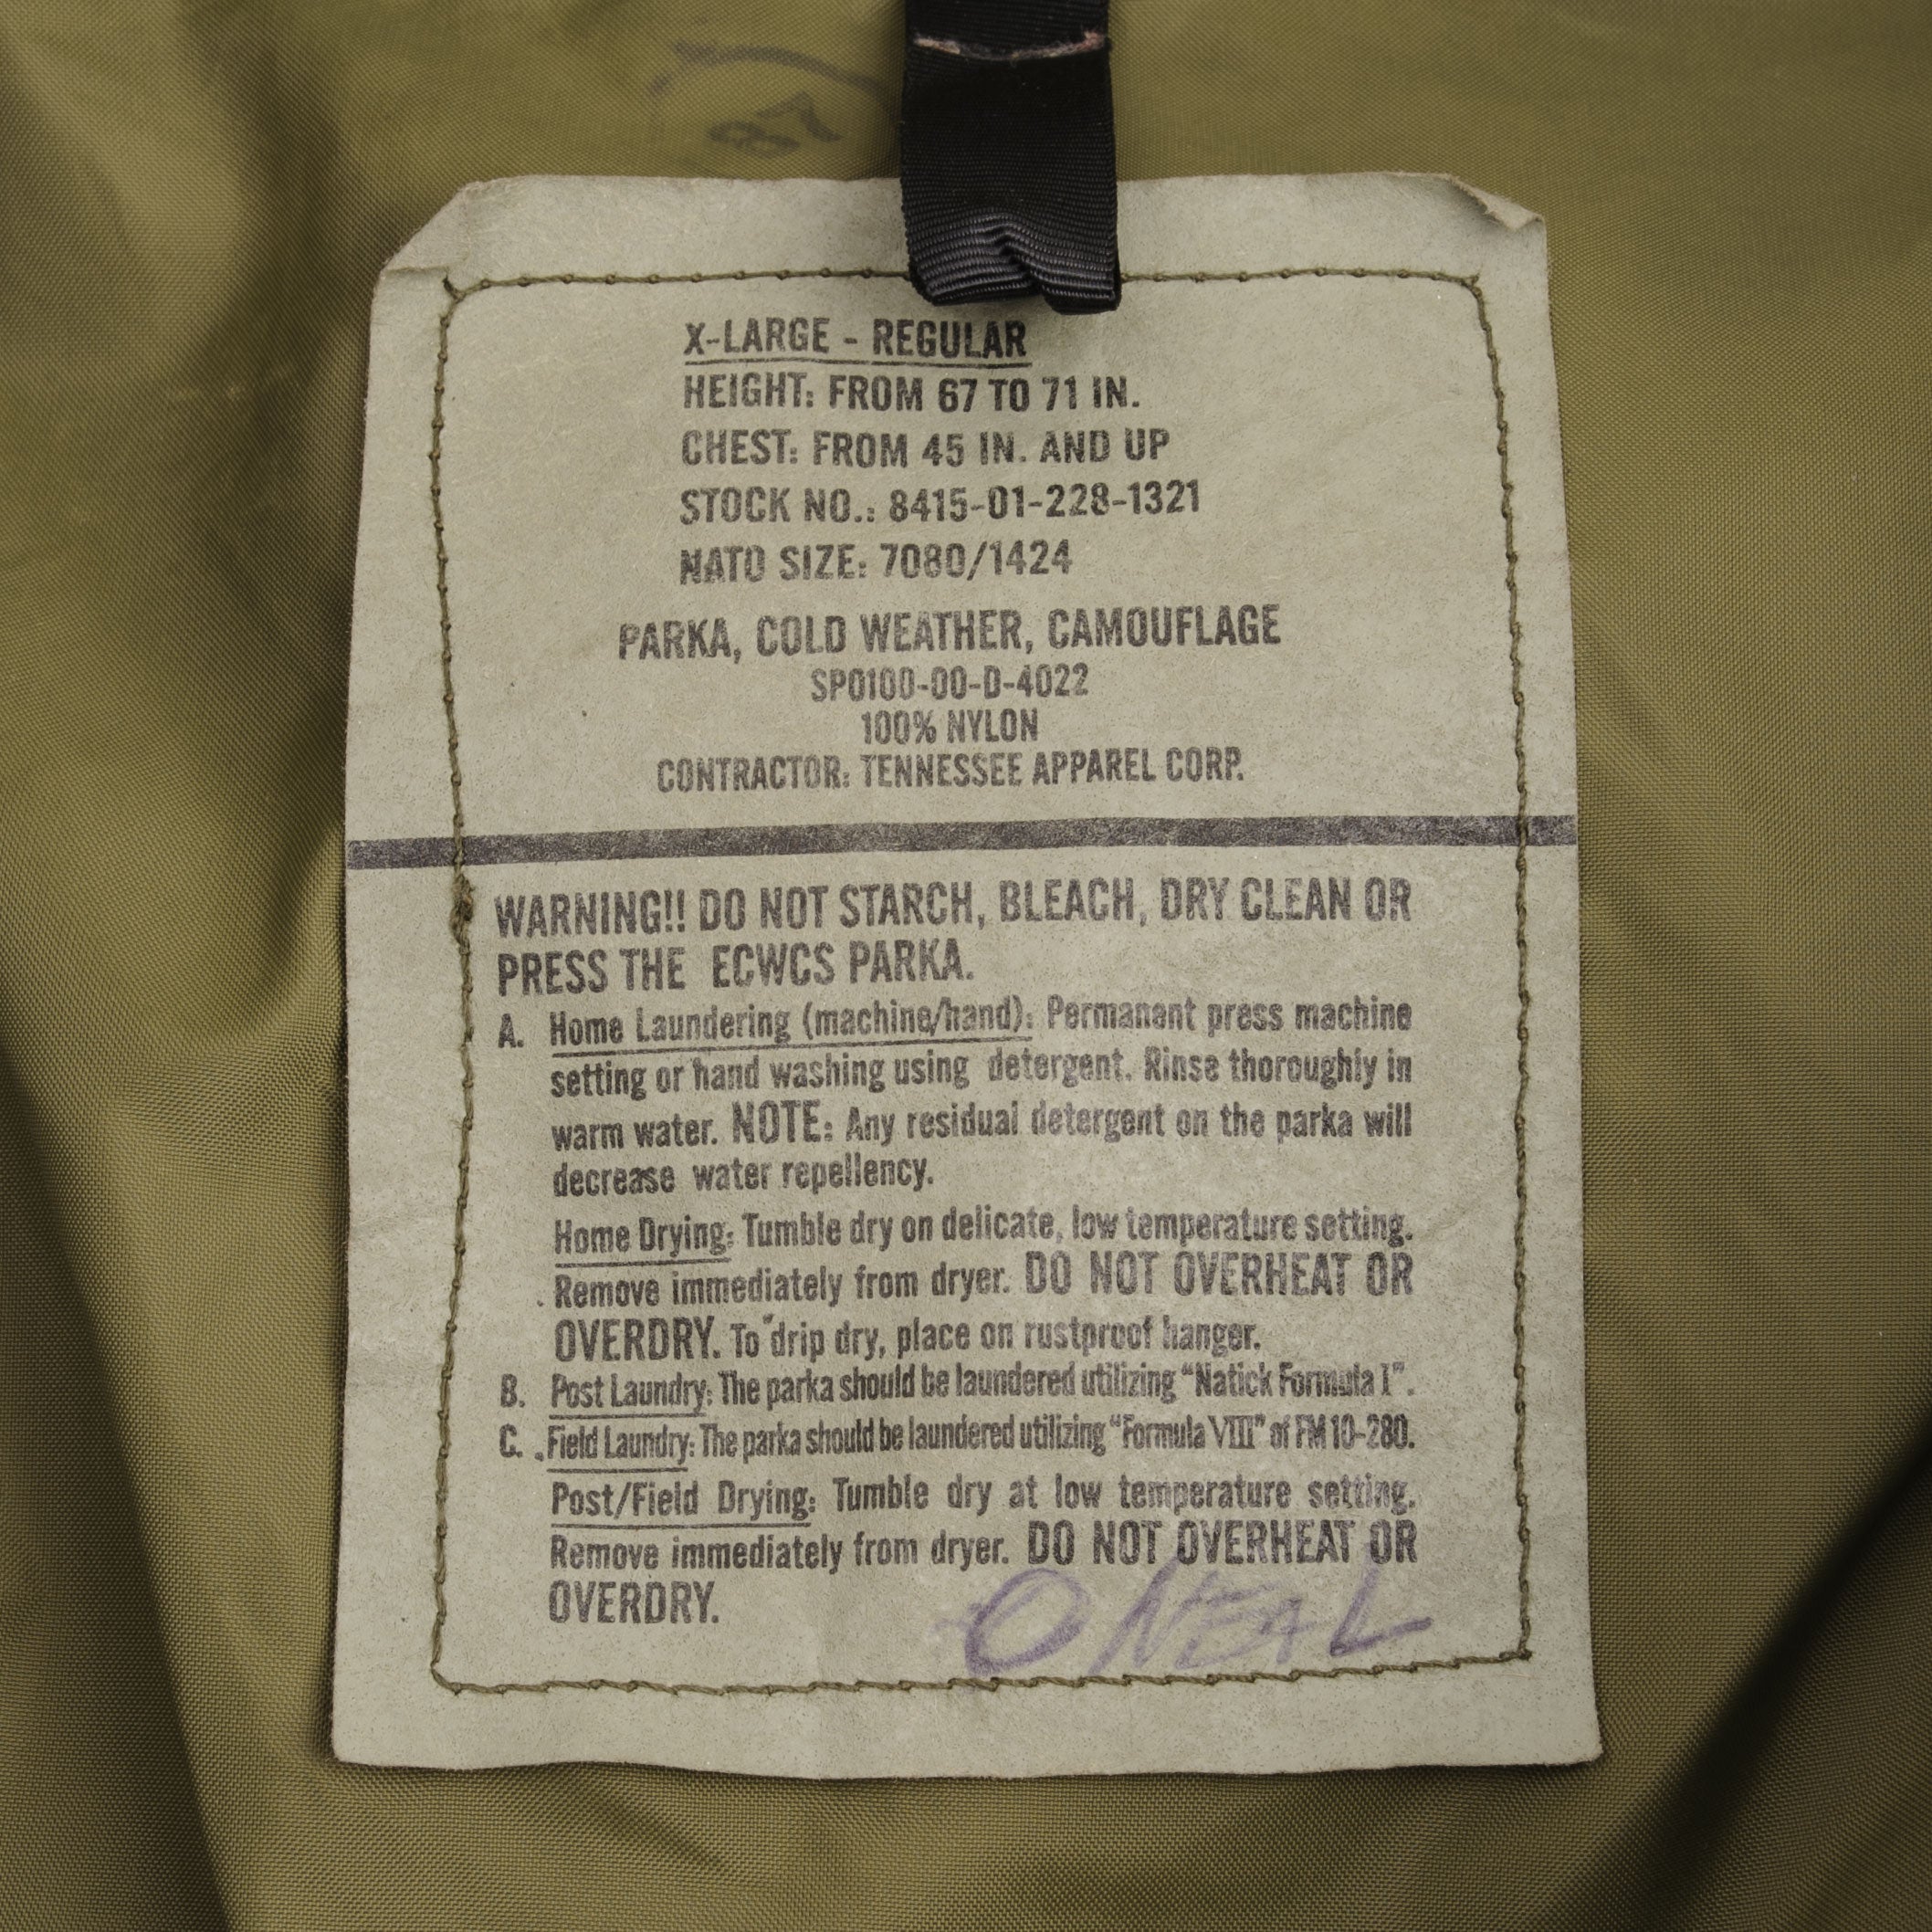 87
X-LARGE - REGULAR
HEIGHT: FROM 67 TO 71 IN.
CHEST: FROM 45 IN. AND UP
STOCK NO.: 8415-01-228-1321
NATO SIZE: 7080/1424
PARKA, COLD WEATHER, CAMOUFLAGE
SP0100-00-D-4022
100% NYLON
CONTRACTOR: TENNESSEE APPAREL CORP.
WARNING!! DO NOT STARCH, BLEACH, DRY CLEAN OR
PRESS THE ECWCS PARKA.
A. Home Laundering (machine/hand): Permanant press machine
setting or hand washing using detergent. Rinse thoroughly in
warm water. NOTE: Any residual detergent on the parka will
decrease water repellency.
Home Drying: Tumble dry on delicate, low temperature setting.
Remove immediately from dryer. DO NOT OVERHEAT OR
OVERDRY. To drip dry, place on rustproof hanger.
B. Post Laundry: The parka should be laundered utilizing “Natick Formula I”.
C. Field Laundry: The parka should be laundered utilizing “Formula VIII” of FM 10-280.
Post/Field Drying: Tumble dry at low temperature setting.
Remove immediately from dryer. DO NOT OVERHEAT OR
OVERDRY.
O NEAL